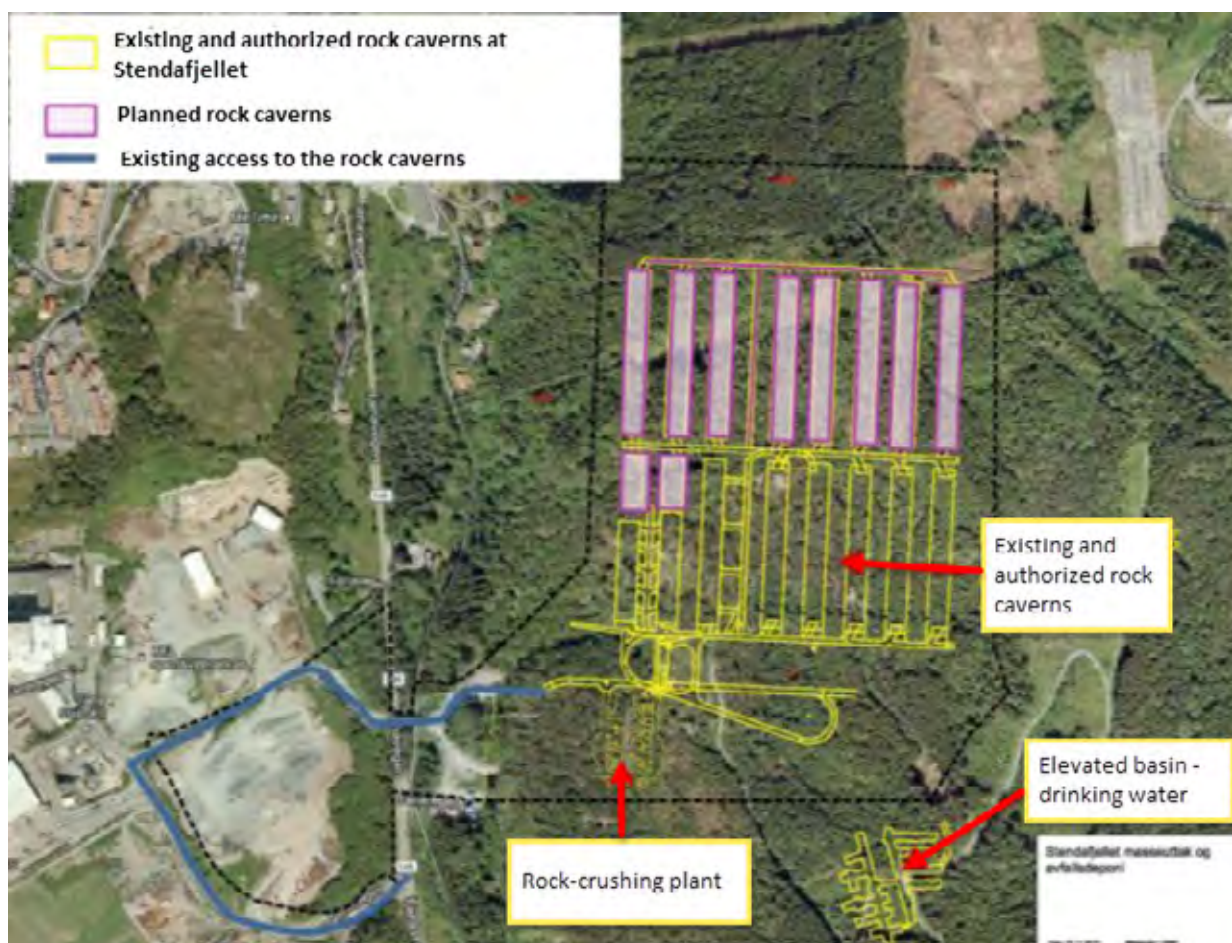 Existing and authorized rock caverns at
Stendafjellet
Planned rock caverns
Existing access to the rock caverns
Existing and
authorized rock
caverns
Elevated basin -
drinking water
Rock-crushing plant
Stendafjellet masseuttak og
avfallsdeponi